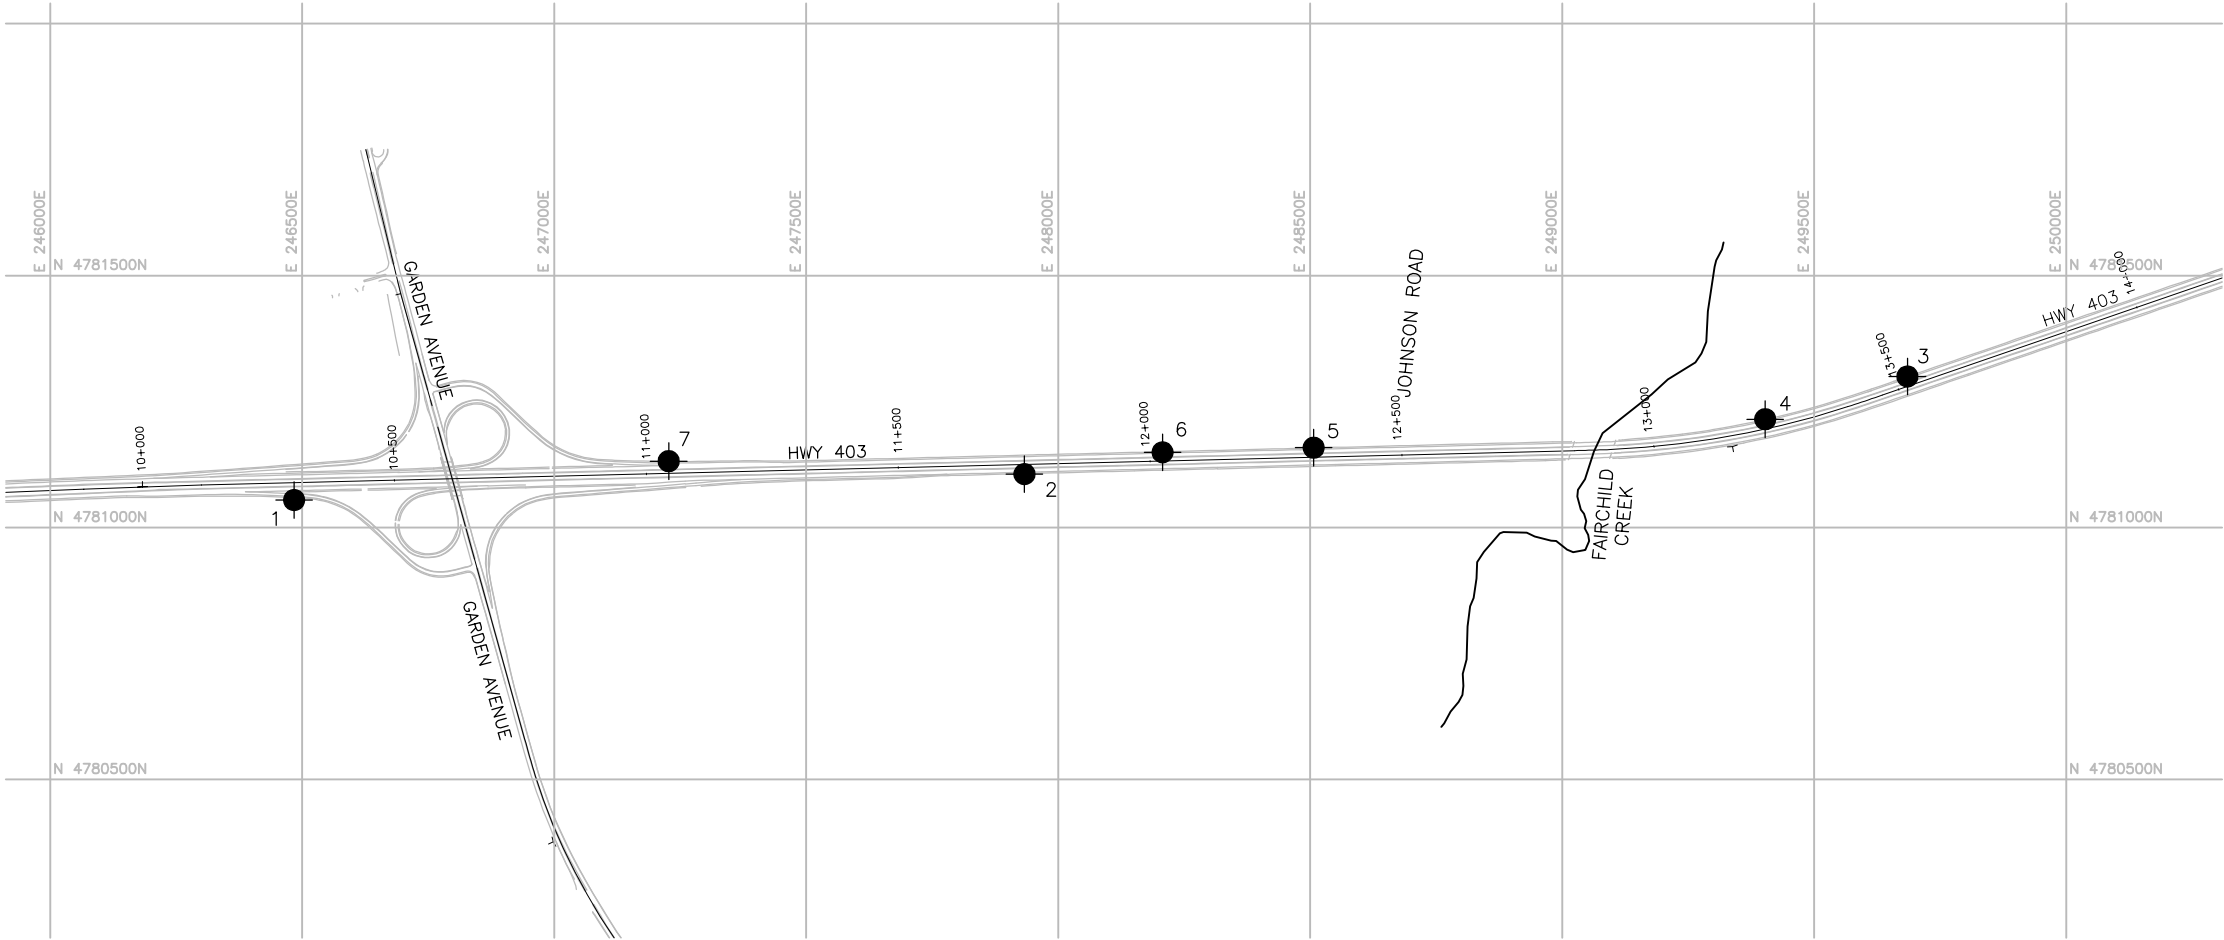 E 246000E
E 246500E
E 247000E
E 247500E
E 248000E
E 248500E
E 249000E
E 249500E
E 250000E
N 4781500N
GARDEN AVENUE
JOHNSON ROAD
14+000
HWY 403
13+500
3
4
13+000
12+500
5
6
12+000
11+500
HWY 403
7
11+000
10+500
10+000
2
1
N 4781000N
N 4781000N
FAIRCHILD
CREEK
GARDEN AVENUE
N 4780500N
N 4780500N